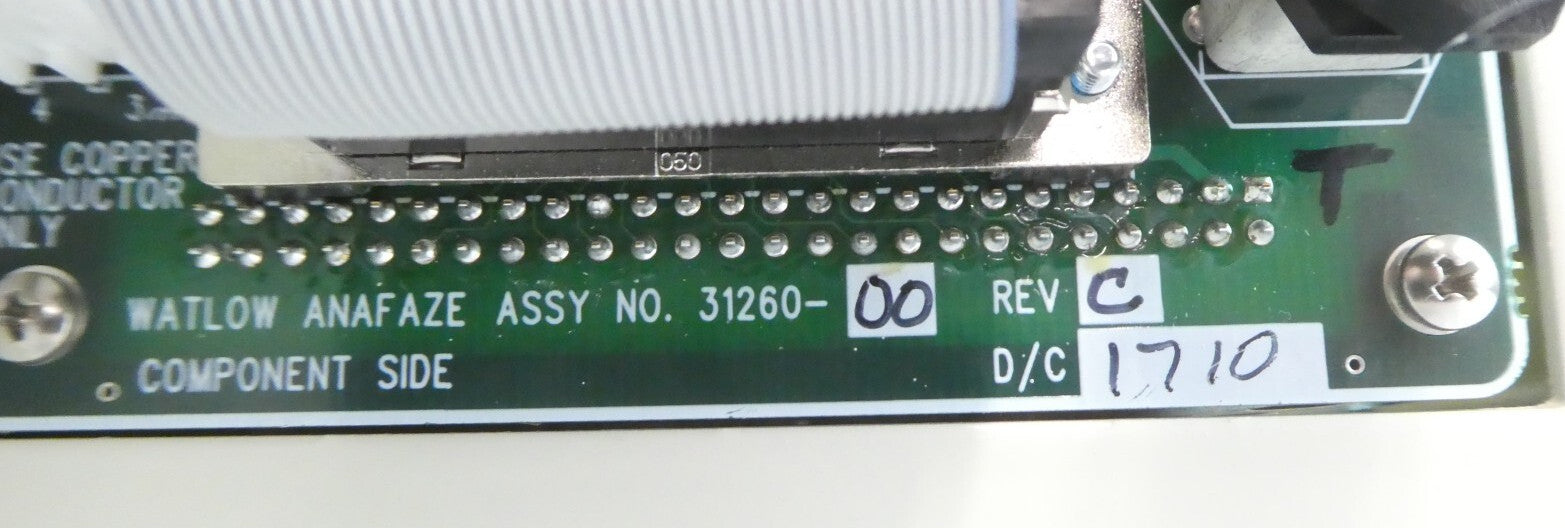 4 3
SE COPPER
ONDUCTOR
NLY
050
T
WATLOW ANAFAZE ASSY NO. 31260-00 REV C
COMPONENT SIDE D/C 1710